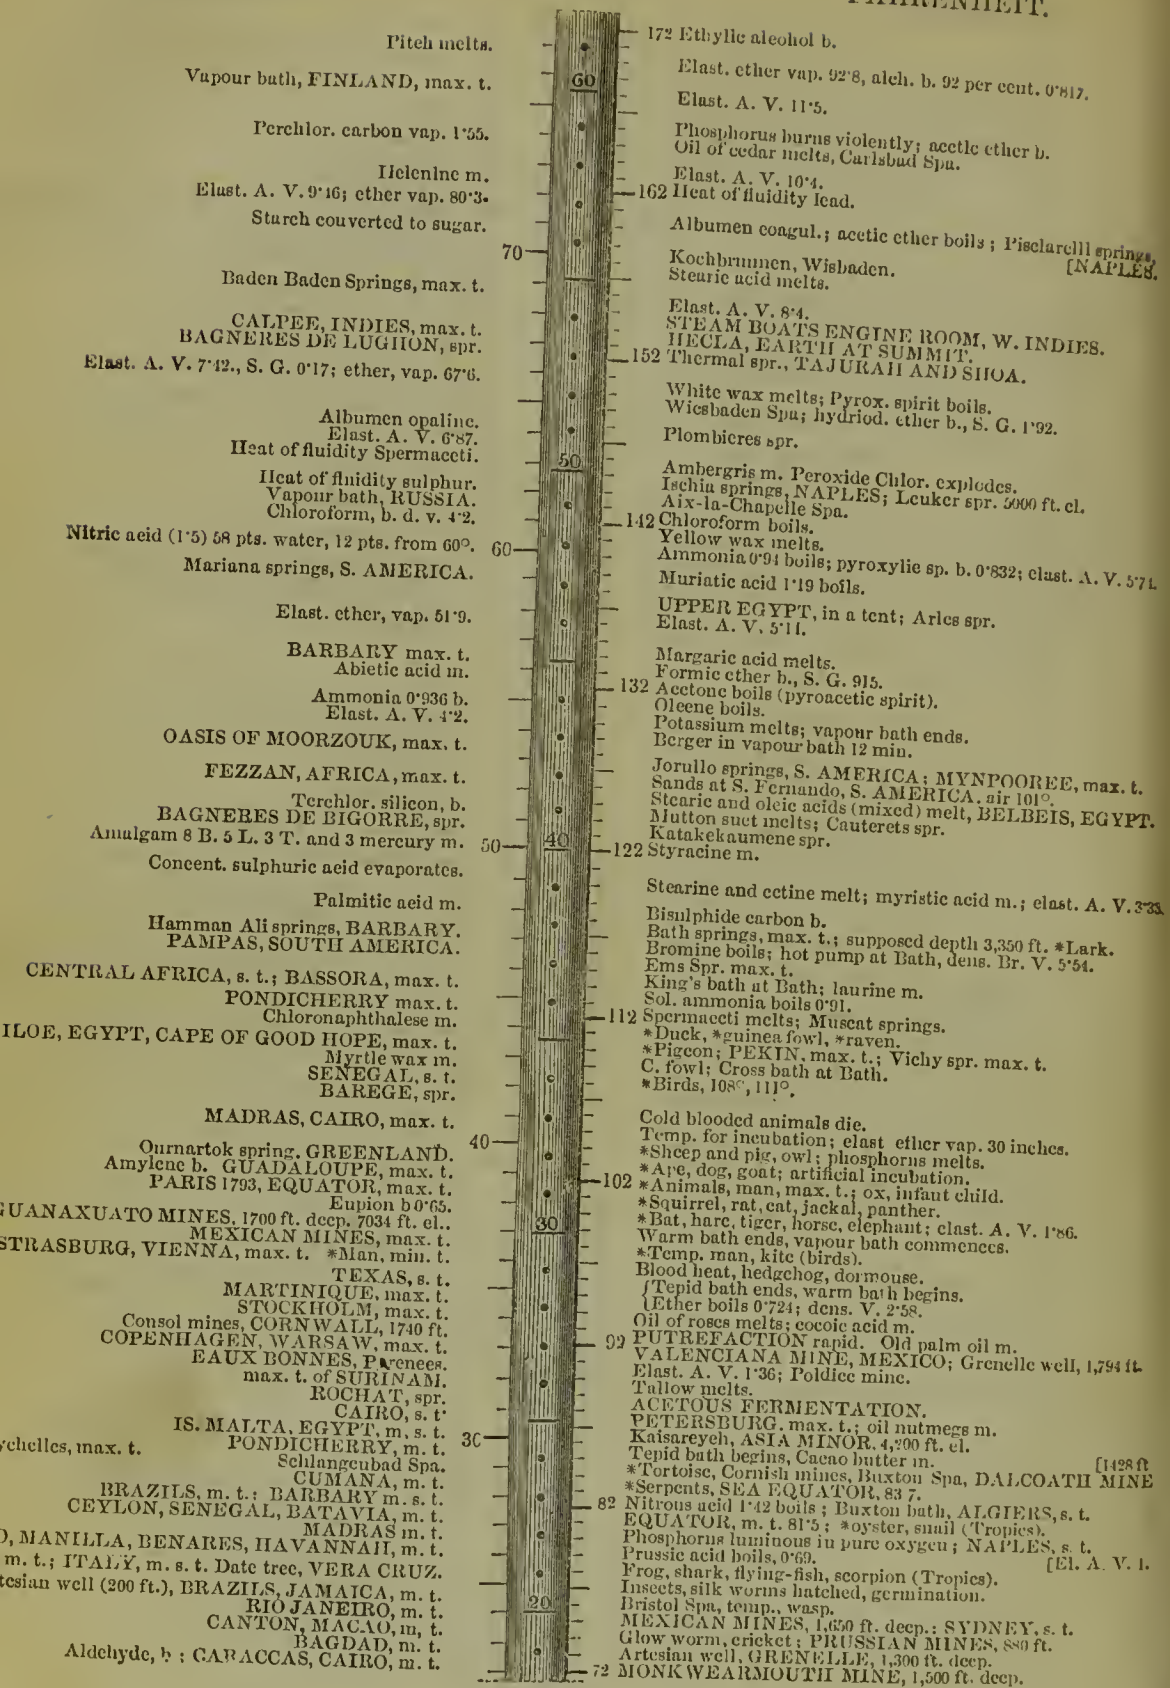 FAHRENHEIT.
Pitch melts.
Vapour bath, FINLAND, max. t.
Perchlor. carbon vap. 1·55.
Helenine m.
Elast. A. V. 9·46; ether vap. 80·3.
Starch converted to sugar.
70
Baden Baden Springs, max. t.
CALPEE, INDIES, max. t.
BAGNERES DE LUGHON, spr.
Elast. A. V. 7·42., S. G. 0·17; ether, vap. 67·6.
Albumen opaline.
Elast. A. V. 6·87.
Heat of fluidity Spermaceti.
Heat of fluidity sulphur.
Vapour bath, RUSSIA.
Chloroform, b. d. v. 4·2.
Nitric acid (1·5) 58 pts. water, 12 pts. from 60°. 60
Mariana springs, S. AMERICA.
Elast. ether, vap. 51·9.
BARBARY max. t.
Abietic acid m.
Ammonia 0·936 b.
Elast. A. V. 4·2.
OASIS OF MOORZOUK, max. t.
FEZZAN, AFRICA, max. t.
Terchlor. silicon, b.
BAGNERES DE BIGORRE, spr.
Amalgam 8 B. 5 L. 3 T. and 3 mercury m. 50
Concent. sulphuric acid evaporates.
Palmitic acid m.
Hamman Ali springs, BARBARY.
PAMPAS, SOUTH AMERICA.
CENTRAL AFRICA, s. t.; BASSORA, max. t.
PONDICHERRY max. t.
Chloronaphthalese m.
ILOE, EGYPT, CAPE OF GOOD HOPE, max. t.
Myrtle wax m.
SENEGAL, s. t.
BAREGE, spr.
MADRAS, CAIRO, max. t.
40
Ournartok spring. GREENLAND.
Amylene b. GUADALOUPE, max. t.
PARIS 1793, EQUATOR, max. t.
Eupion b 0·65.
GUANAXUATO MINES, 1700 ft. deep. 7034 ft. el..
MEXICAN MINES, max. t.
STRASBURG, VIENNA, max. t. *Man, min. t.
TEXAS, s. t.
MARTINIQUE, max. t.
STOCKHOLM, max. t.
Consol mines, CORNWALL, 1740 ft.
COPENHAGEN, WARSAW, max. t.
EAUX BONNES, Pyrenees.
max. t. of SURINAM.
ROCHAT, spr.
CAIRO, s. t·
IS. MALTA, EGYPT, m. s. t.
ychelles, max. t. PONDICHERRY, m. t. 30
Schlangenbad Spa.
CUMANA, m. t.
BRAZILS, m. t.: BARBARY m. s. t.
CEYLON, SENEGAL, BATAVIA, m. t.
MADRAS m. t.
O, MANILLA, BENARES, HAVANNAH, m. t.
m. t.; ITALY, m. s. t. Date tree, VERA CRUZ.
tesian well (200 ft.), BRAZILS, JAMAICA, m. t.
RIO JANEIRO, m. t.
CANTON, MACAO, m, t.
BAGDAD, m. t.
Aldehyde, b ; CARACCAS, CAIRO, m. t.
60
50
40
30
20
172 Ethylic alcohol b.
Elast. ether vap. 92·8, alch. b. 92 per cent. 0·817.
Elast. A. V. 11·5.
Phosphorus burns violently; acetic ether b.
Oil of cedar melts, Carlsbad Spa.
Elast. A. V. 10·4.
162 Heat of fluidity lead.
Albumen coagul.; acetic ether boils; Pisciarelli springs,
[NAPLES.
Kochbrunnen, Wisbaden.
Stearic acid melts.
Elast. A. V. 8·4.
STEAM BOATS ENGINE ROOM, W. INDIES.
HECLA, EARTH AT SUMMIT.
152 Thermal spr., TAJURAH AND SHOA.
White wax melts; Pyrox. spirit boils.
Wiesbaden Spa; hydriod. ether b., S. G. 1·92.
Plombieres spr.
Ambergris m. Peroxide Chlor. explodes.
Ischia springs, NAPLES; Leuker spr. 5000 ft. el.
Aix-la-Chapelle Spa.
142 Chloroform boils.
Yellow wax melts.
Ammonia 0·94 boils; pyroxylie sp. b. 0·832; elast. A. V. 5·74.
Muriatic acid 1·19 boils.
UPPER EGYPT, in a tent; Arles spr.
Elast. A. V. 5·11.
Margaric acid melts.
Formic ether b., S. G. 915.
132 Acetone boils (pyroacetic spirit).
Oleene boils.
Potassium melts; vapour bath ends.
Berger in vapour bath 12 min.
Jorullo springs, S. AMERICA; MYNPOOREE, max. t.
Sands at S. Fernando, S. AMERICA. air 101°.
Stearic and oleic acids (mixed) melt, BELBEIS, EGYPT.
Mutton suet melts; Cauterets spr.
Katakekaumene spr.
122 Styracine m.
Stearine and cetine melt; myristic acid m.; elast. A. V. 3·33.
Bisulphide carbon b.
Bath springs, max. t.; supposed depth 3,350 ft. *Lark.
Bromine boils; hot pump at Bath, dens. Br. V. 5·54.
Ems Spr. max. t.
King's bath at Bath; laurine m.
Sol. ammonia boils 0·91.
112 Spermaceti melts; Muscat springs.
*Duck, *guinea fowl, *raven.
*Pigeon; PEKIN, max. t.; Vichy spr. max. t.
C. fowl; Cross bath at Bath.
*Birds, 108°, 111°.
Cold blooded animals die.
Temp. for incubation; elast ether vap. 30 inches.
*Sheep and pig, owl; phosphorus melts.
*Ape, dog, goat; artificial incubation.
102 *Animals, man, max. t.; ox, infant child.
*Squirrel, rat, cat, jackal, panther.
*Bat, hare, tiger, horse, elephant; elast. A. V. 1·86.
Warm bath ends, vapour bath commences.
*Temp. man, kite (birds).
Blood heat, hedgehog, dormouse.
{Tepid bath ends, warm bath begins.
{Ether boils 0·724; dens. V. 2·58.
Oil of roses melts; cocoic acid m.
92 PUTREFACTION rapid. Old palm oil m.
VALENCIANA MINE, MEXICO; Grenelle well, 1,794 ft.
Elast. A. V. 1·36; Poldice mine.
Tallow melts.
ACETOUS FERMENTATION.
PETERSBURG. max. t.; oil nutmegs m.
Kaisareyeh, ASIA MINOR, 4,200 ft. el.
Tepid bath begins, Cacao butter m. [1428 ft
*Tortoise, Cornish mines, Buxton Spa, DALCOATH MINE
*Serpents, SEA EQUATOR, 83 7.
82 Nitrous acid 1·42 boils; Buxton bath, ALGIERS, s. t.
EQUATOR, m. t. 81·5; *oyster, snail (Tropics).
Phosphorus luminous in pure oxygen; NAPLES, s. t.
Prussic acid boils, 0·69. [El. A. V. 1.
Frog, shark, flying-fish, scorpion (Tropics).
Insects, silk worms hatched, germination.
Bristol Spa, temp., wasp.
MEXICAN MINES, 1,650 ft. deep.: SYDNEY, s. t.
Glow worm, cricket; PRUSSIAN MINES, 880 ft.
Artesian well, GRENELLE, 1,300 ft. deep.
72 MONKWEARMOUTH MINE, 1,500 ft. deep.